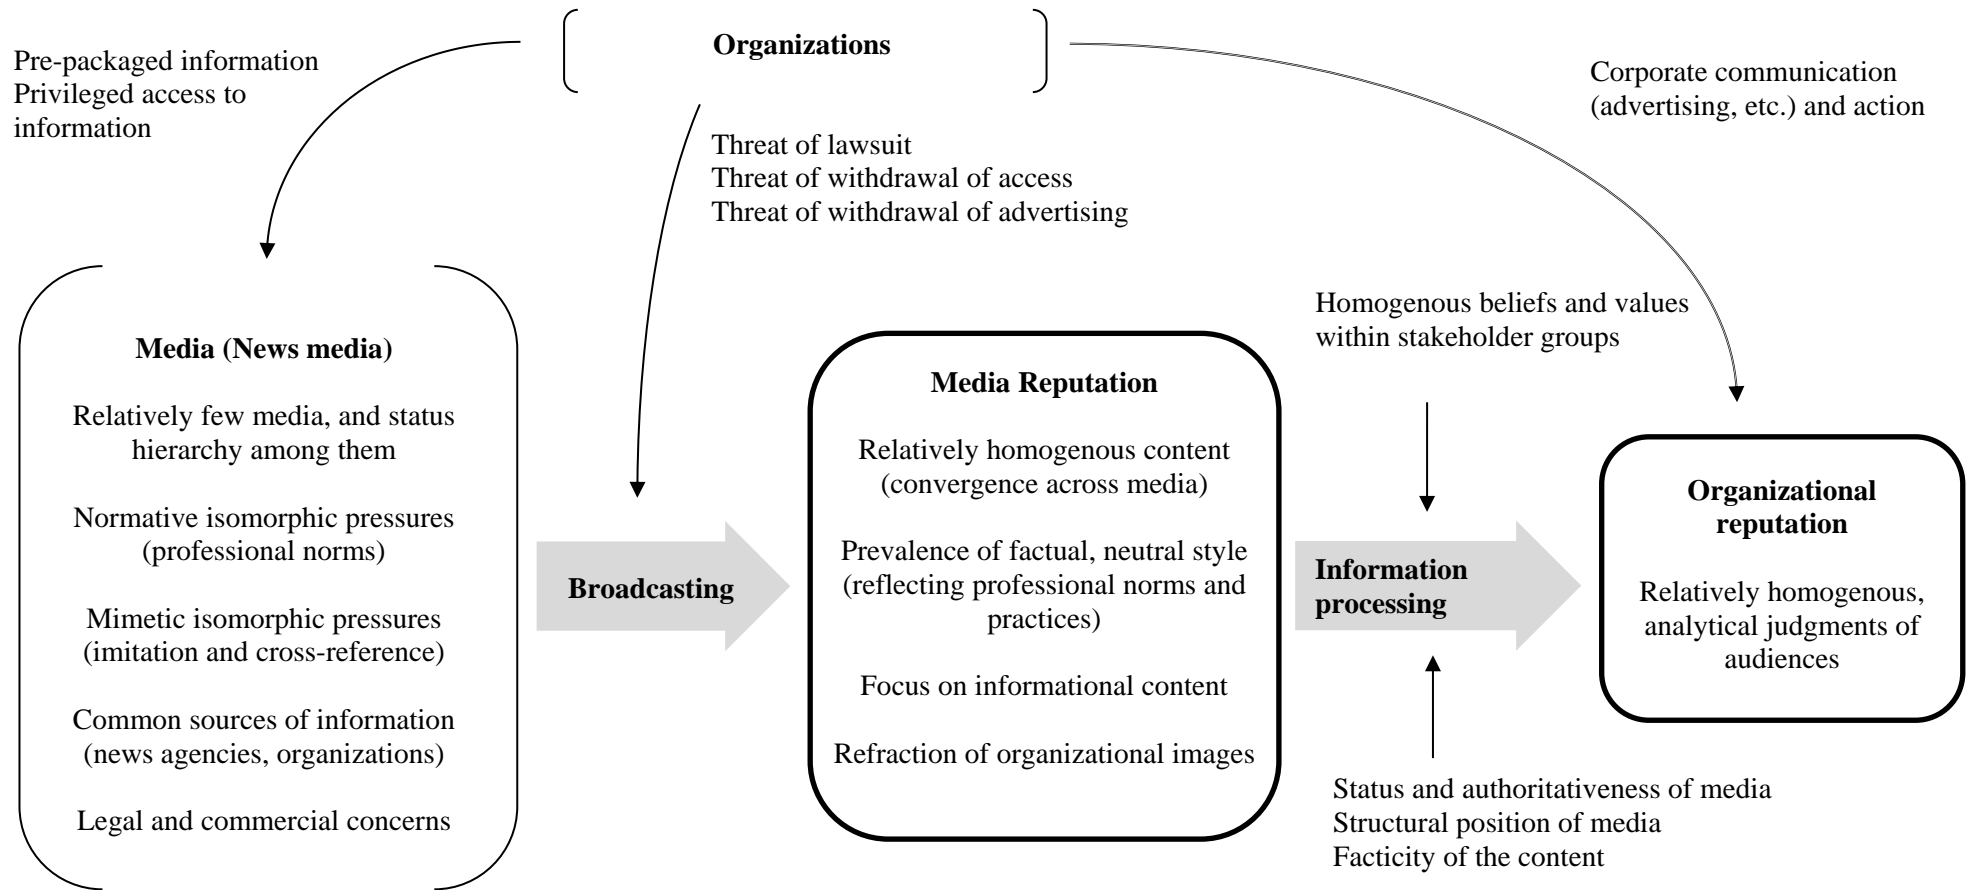 Organizations
Pre-packaged information
Privileged access to
information
Threat of lawsuit
Threat of withdrawal of access
Threat of withdrawal of advertising
Corporate communication
(advertising, etc.) and action
Media (News media)
Relatively few media, and status
hierarchy among them
Normative isomorphic pressures
(professional norms)
Mimetic isomorphic pressures
(imitation and cross-reference)
Common sources of information
(news agencies, organizations)
Legal and commercial concerns
Broadcasting
Media Reputation
Relatively homogenous content
(convergence across media)
Prevalence of factual, neutral style
(reflecting professional norms and
practices)
Focus on informational content
Refraction of organizational images
Homogenous beliefs and values
within stakeholder groups
Information
processing
Status and authoritativeness of media
Structural position of media
Facticity of the content
Organizational
reputation
Relatively homogenous,
analytical judgments of
audiences